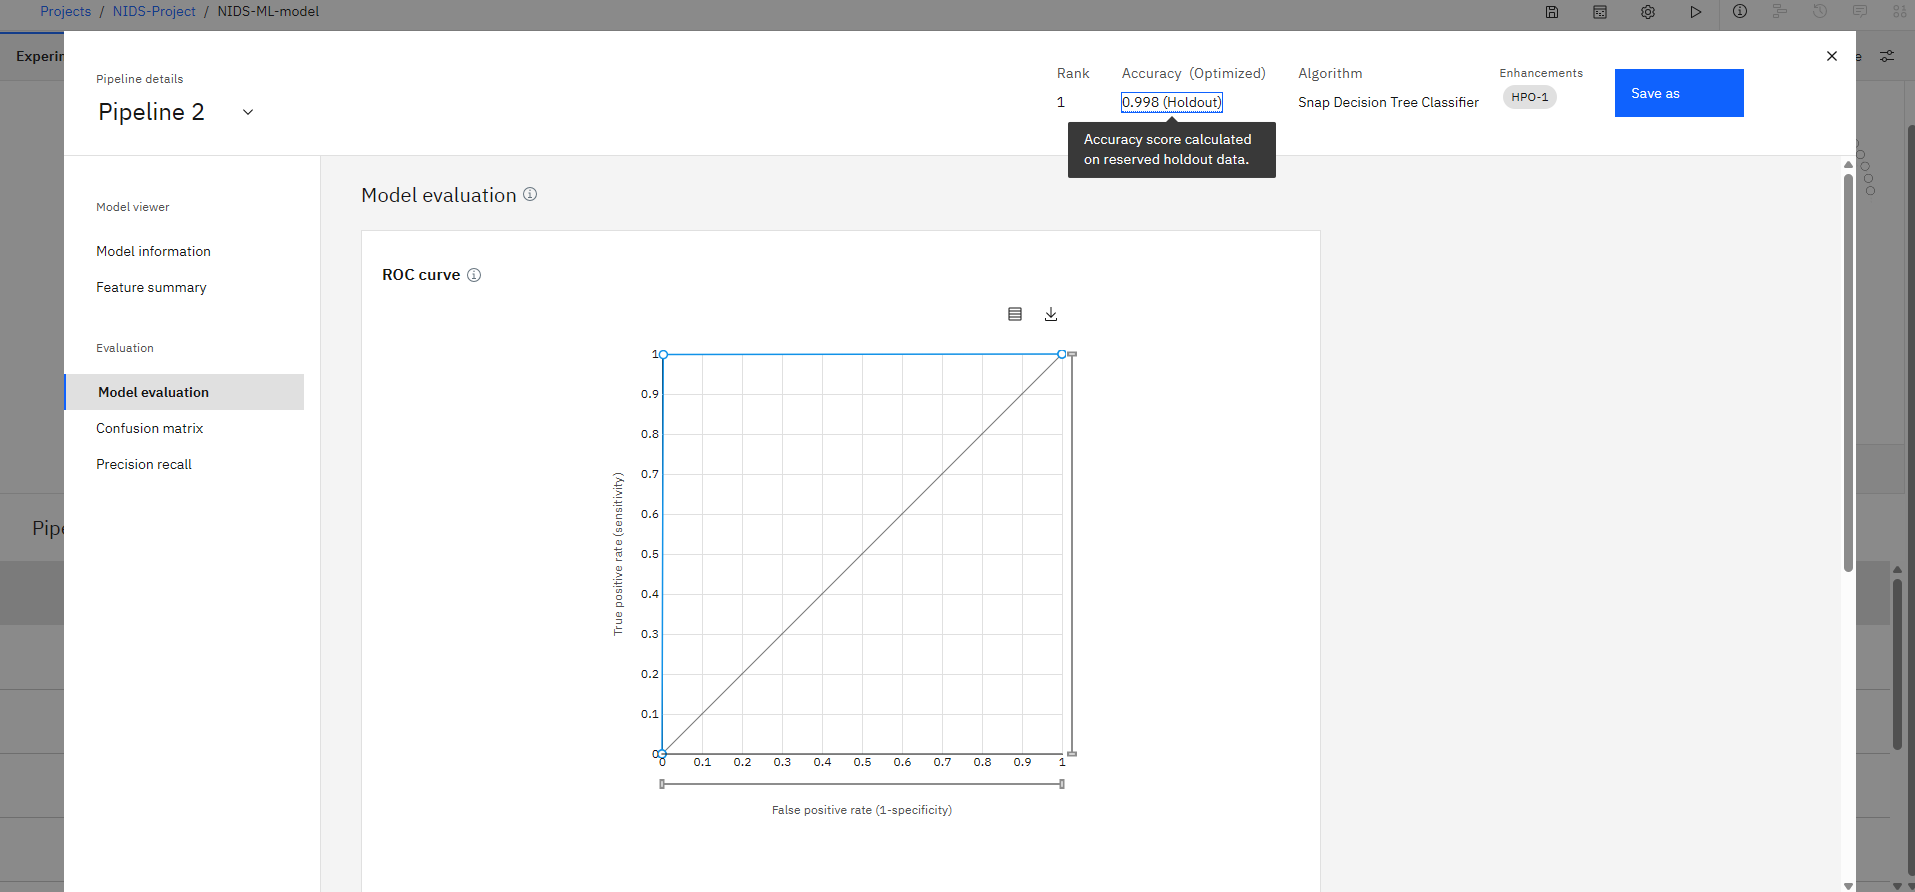 Projects / NIDS-Project / NIDS-ML-model
Pipeline details
Pipeline 2
Rank
1
Accuracy (Optimized)
0.998 (Holdout)
Algorithm
Snap Decision Tree Classifier
Enhancements
HPO-1
Save as
Accuracy score calculated
on reserved holdout data.
Model viewer
Model information
Feature summary
Evaluation
Model evaluation
Confusion matrix
Precision recall
Model evaluation
ROC curve
True positive rate (sensitivity)
1
0.9
0.8
0.7
0.6
0.5
0.4
0.3
0.2
0.1
0
0 0.1 0.2 0.3 0.4 0.5 0.6 0.7 0.8 0.9 1
False positive rate (1-specificity)